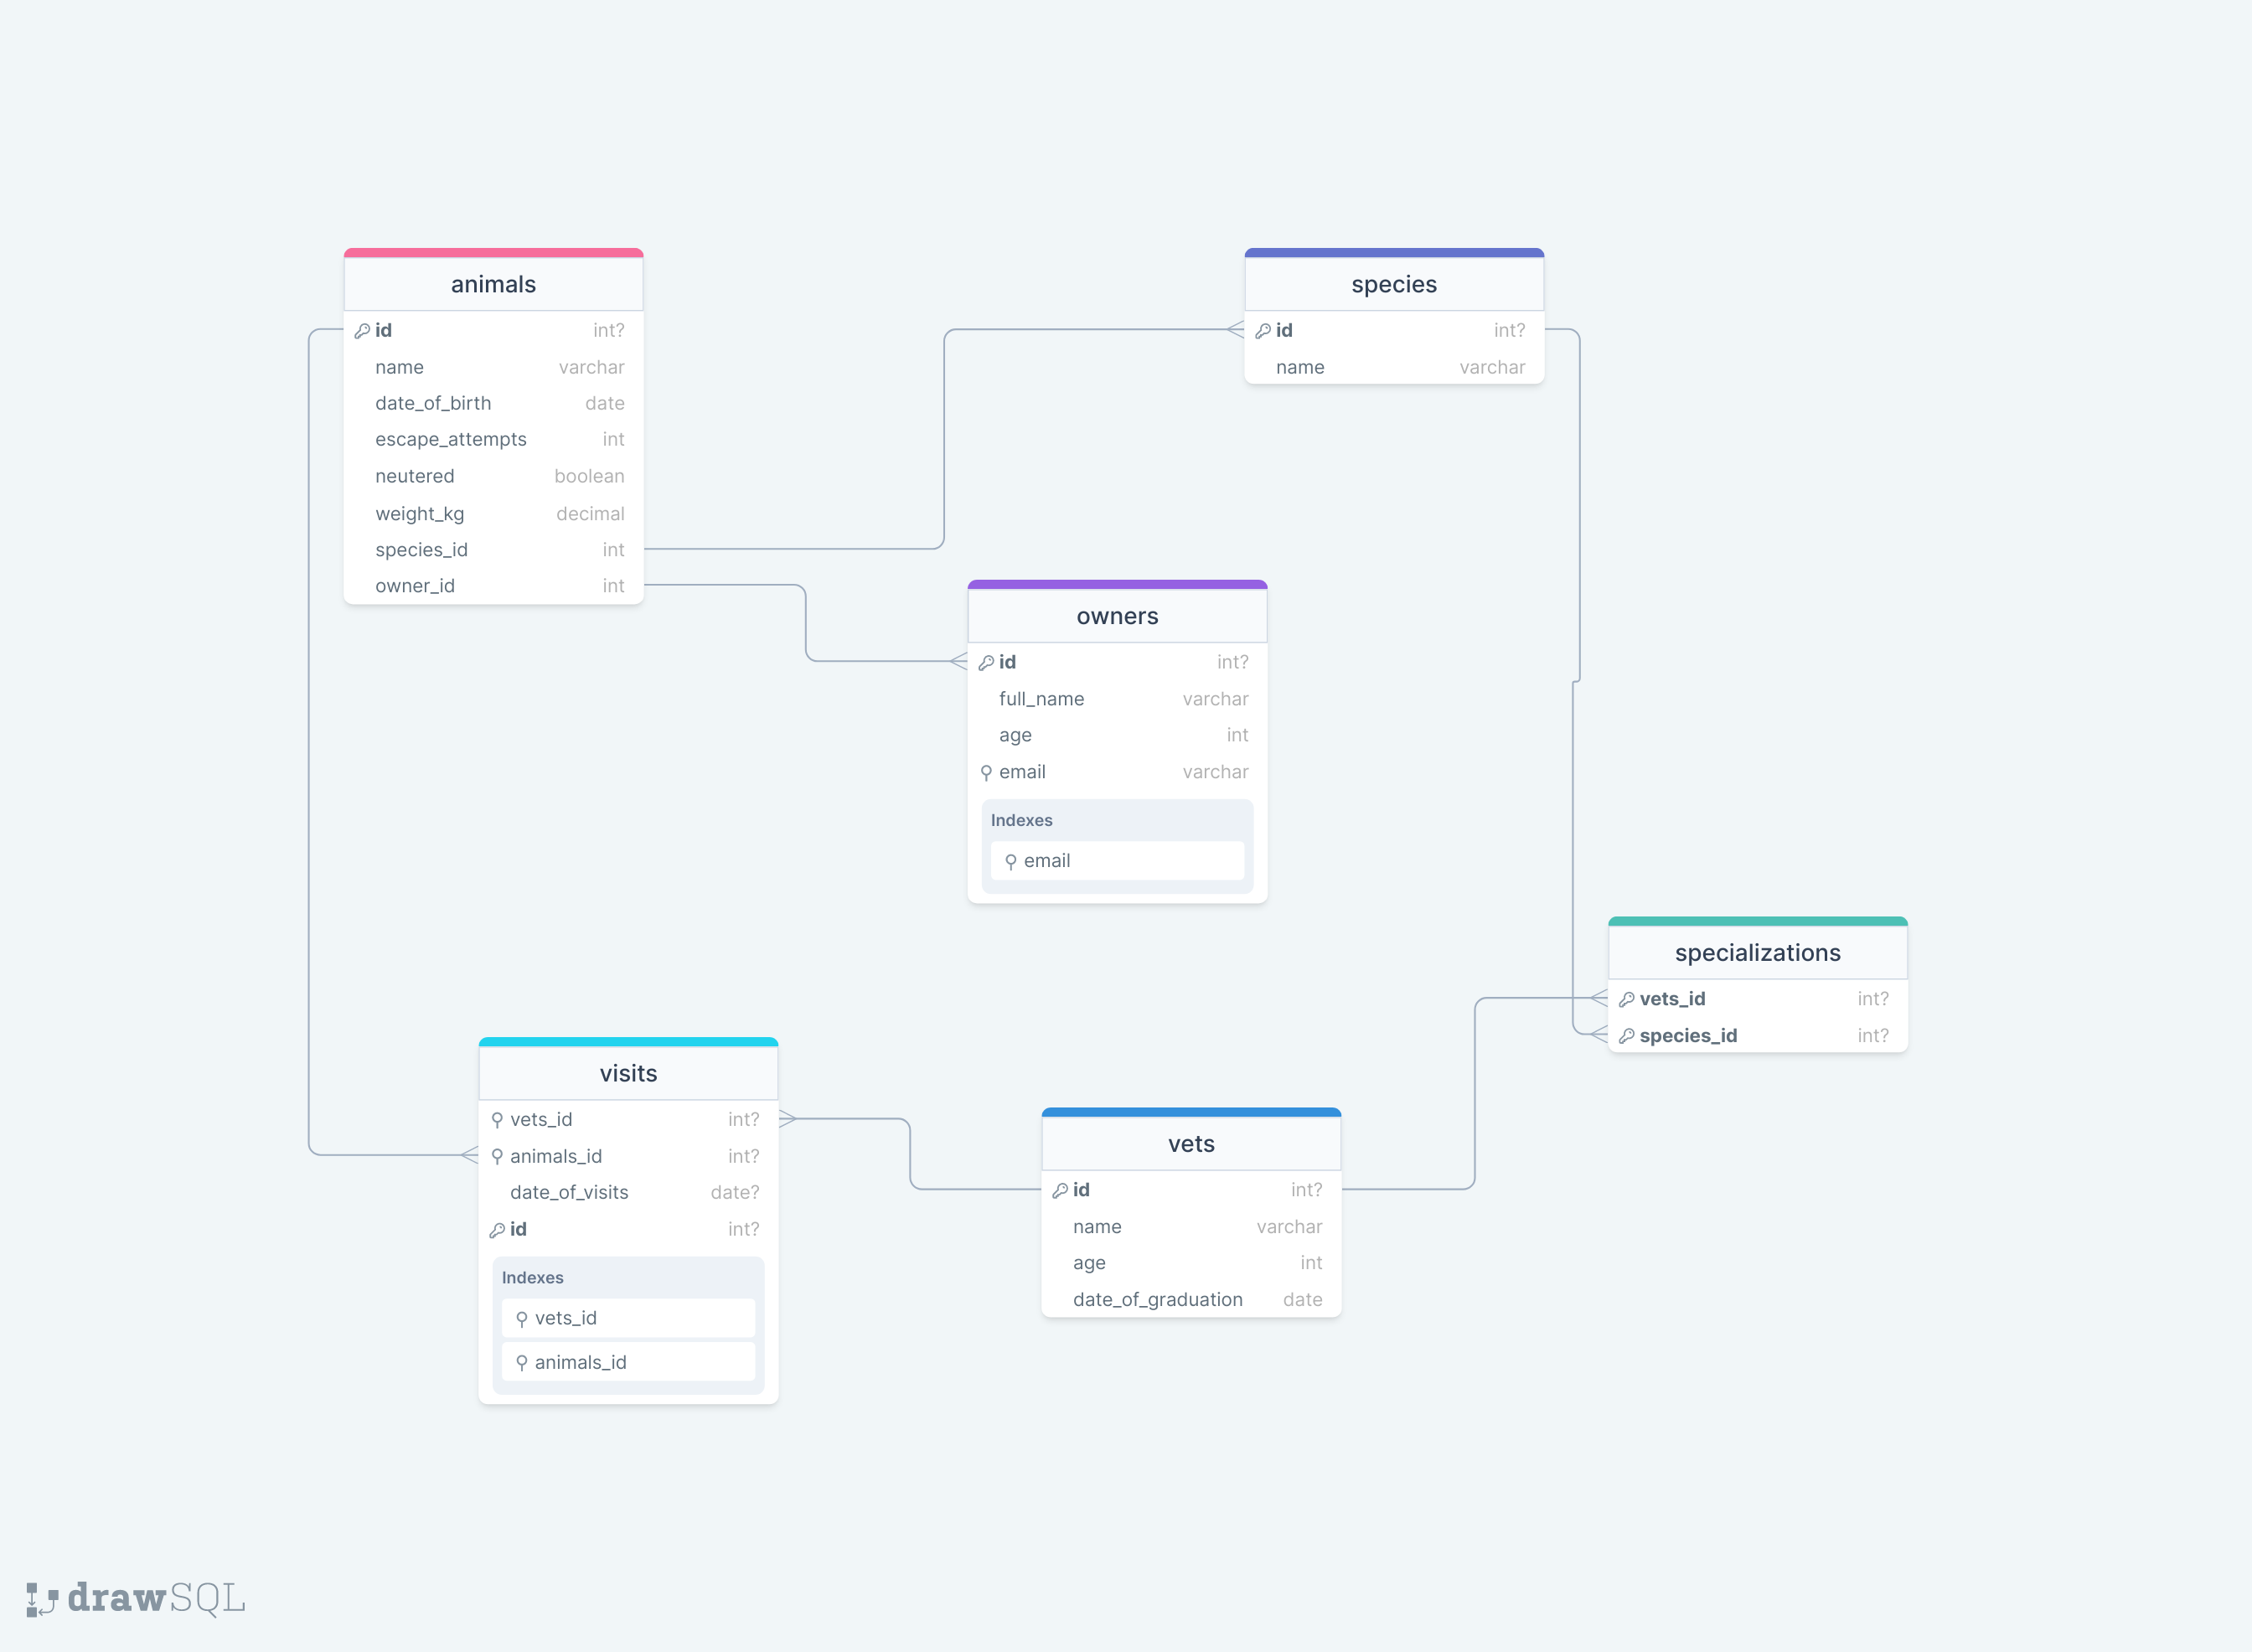 animals
id int?
name varchar
date_of_birth date
escape_attempts int
neutered boolean
weight_kg decimal
species_id int
owner_id int
species
id int?
name varchar
owners
id int?
full_name varchar
age int
email varchar
Indexes
email
specializations
vets_id int?
species_id int?
visits
vets_id int?
animals_id int?
date_of_visits date?
id int?
Indexes
vets_id
animals_id
vets
id int?
name varchar
age int
date_of_graduation date
drawSQL